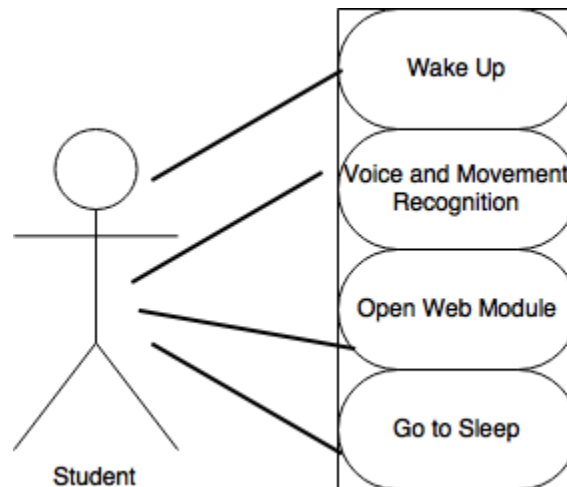 Wake Up
Voice and Movement
Recognition
Open Web Module
Go to Sleep
Student